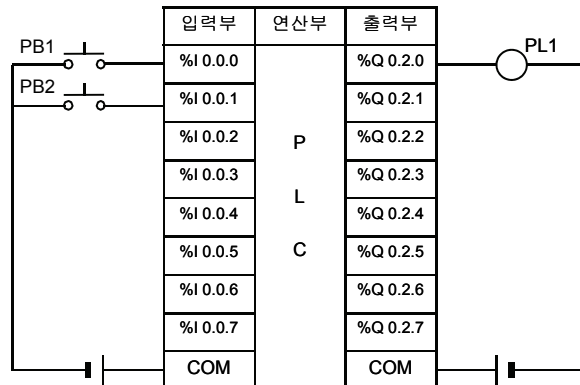 입력부 연산부 출력부
PB1 %I 0.0.0 %Q 0.2.0 PL1
PB2 %I 0.0.1 %Q 0.2.1
%I 0.0.2 P %Q 0.2.2
%I 0.0.3 %Q 0.2.3
%I 0.0.4 L %Q 0.2.4
%I 0.0.5 C %Q 0.2.5
%I 0.0.6 %Q 0.2.6
%I 0.0.7 %Q 0.2.7
COM COM